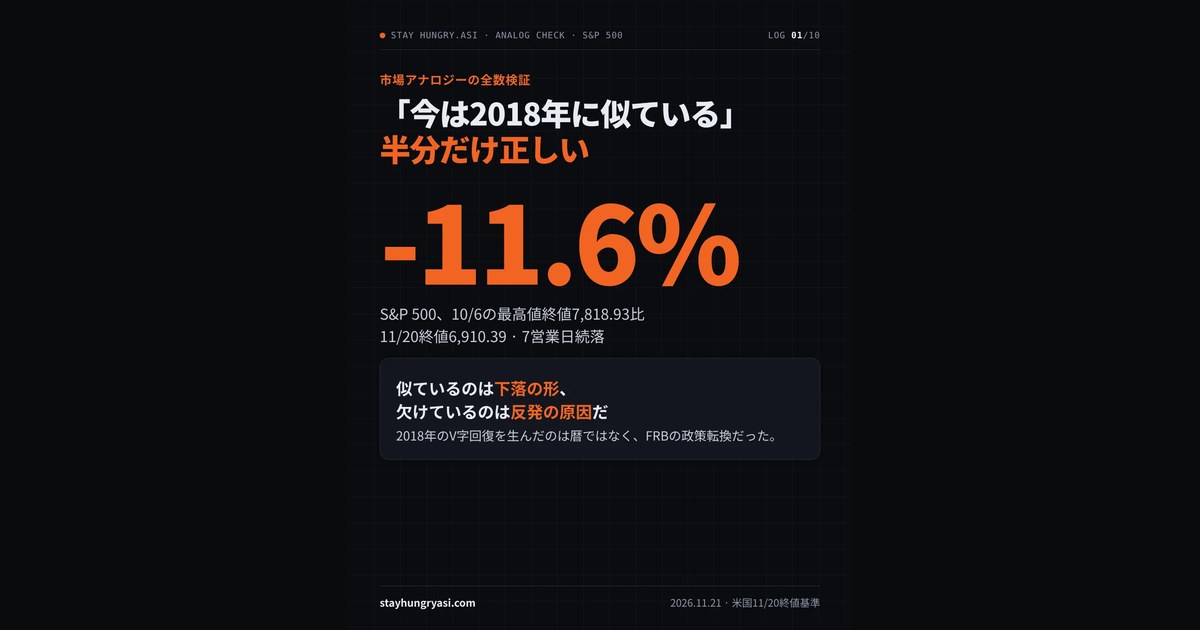 STAY HUNGRY.ASI · ANALOG CHECK · S&P 500
LOG 01/10
市場アナロジーの全数検証
「今は2018年に似ている」
半分だけ正しい
-11.6%
S&P 500、10/6の最高値終値7,818.93比
11/20終値6,910.39 · 7営業日続落
似ているのは下落の形、
欠けているのは反発の原因だ
2018年のV字回復を生んだのは暦ではなく、FRBの政策転換だった。
stayhungryasi.com
2026.11.21 · 米国11/20終値基準